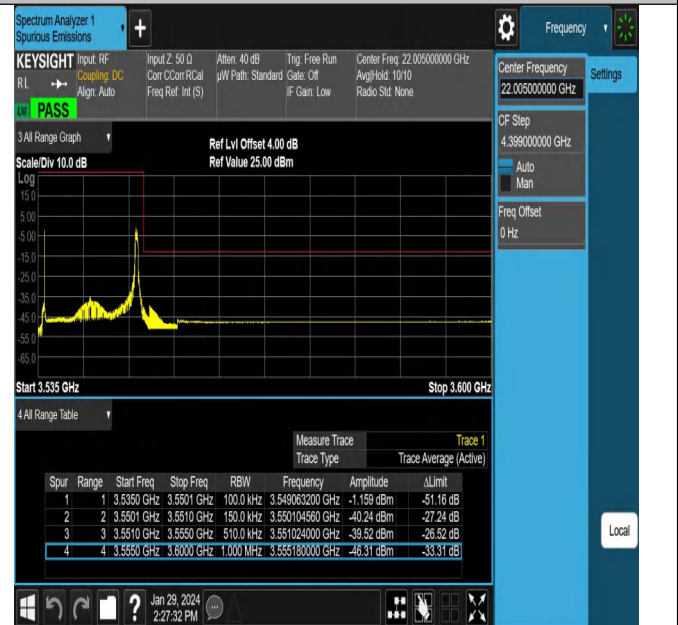 Spectrum Analyzer 1
Spurious Emissions
+
Frequency
KEYSIGHT Input: RF Input Z: 50 Ω Atten: 40 dB Trig: Free Run Center Freq: 22.005000000 GHz
RL Coupling: DC Corr CCorr RCal µW Path: Standard Gate: Off Avg|Hold: 10/10
Align: Auto Freq Ref: Int (S) IF Gain: Low Radio Std: None
PASS
Center Frequency
22.005000000 GHz
Settings
CF Step
4.399000000 GHz
Auto
Man
Freq Offset
0 Hz
3 All Range Graph
Ref Lvl Offset 4.00 dB
Scale/Div 10.0 dB Ref Value 25.00 dBm
Log
15.0
5.00
-5.00
-15.0
-25.0
-35.0
-45.0
-55.0
-65.0
Start 3.535 GHz Stop 3.600 GHz
4 All Range Table
Measure Trace Trace 1
Trace Type Trace Average (Active)
Spur Range Start Freq Stop Freq RBW Frequency Amplitude ΔLimit
1 1 3.5350 GHz 3.5501 GHz 100.0 kHz 3.549063200 GHz -1.159 dBm -51.16 dB
2 2 3.5501 GHz 3.5510 GHz 150.0 kHz 3.550104560 GHz -40.24 dBm -27.24 dB
3 3 3.5510 GHz 3.5550 GHz 510.0 kHz 3.551024000 GHz -39.52 dBm -26.52 dB
4 4 3.5550 GHz 3.6000 GHz 1.000 MHz 3.555180000 GHz -46.31 dBm -33.31 dB
Local
? Jan 29, 2024
2:27:32 PM